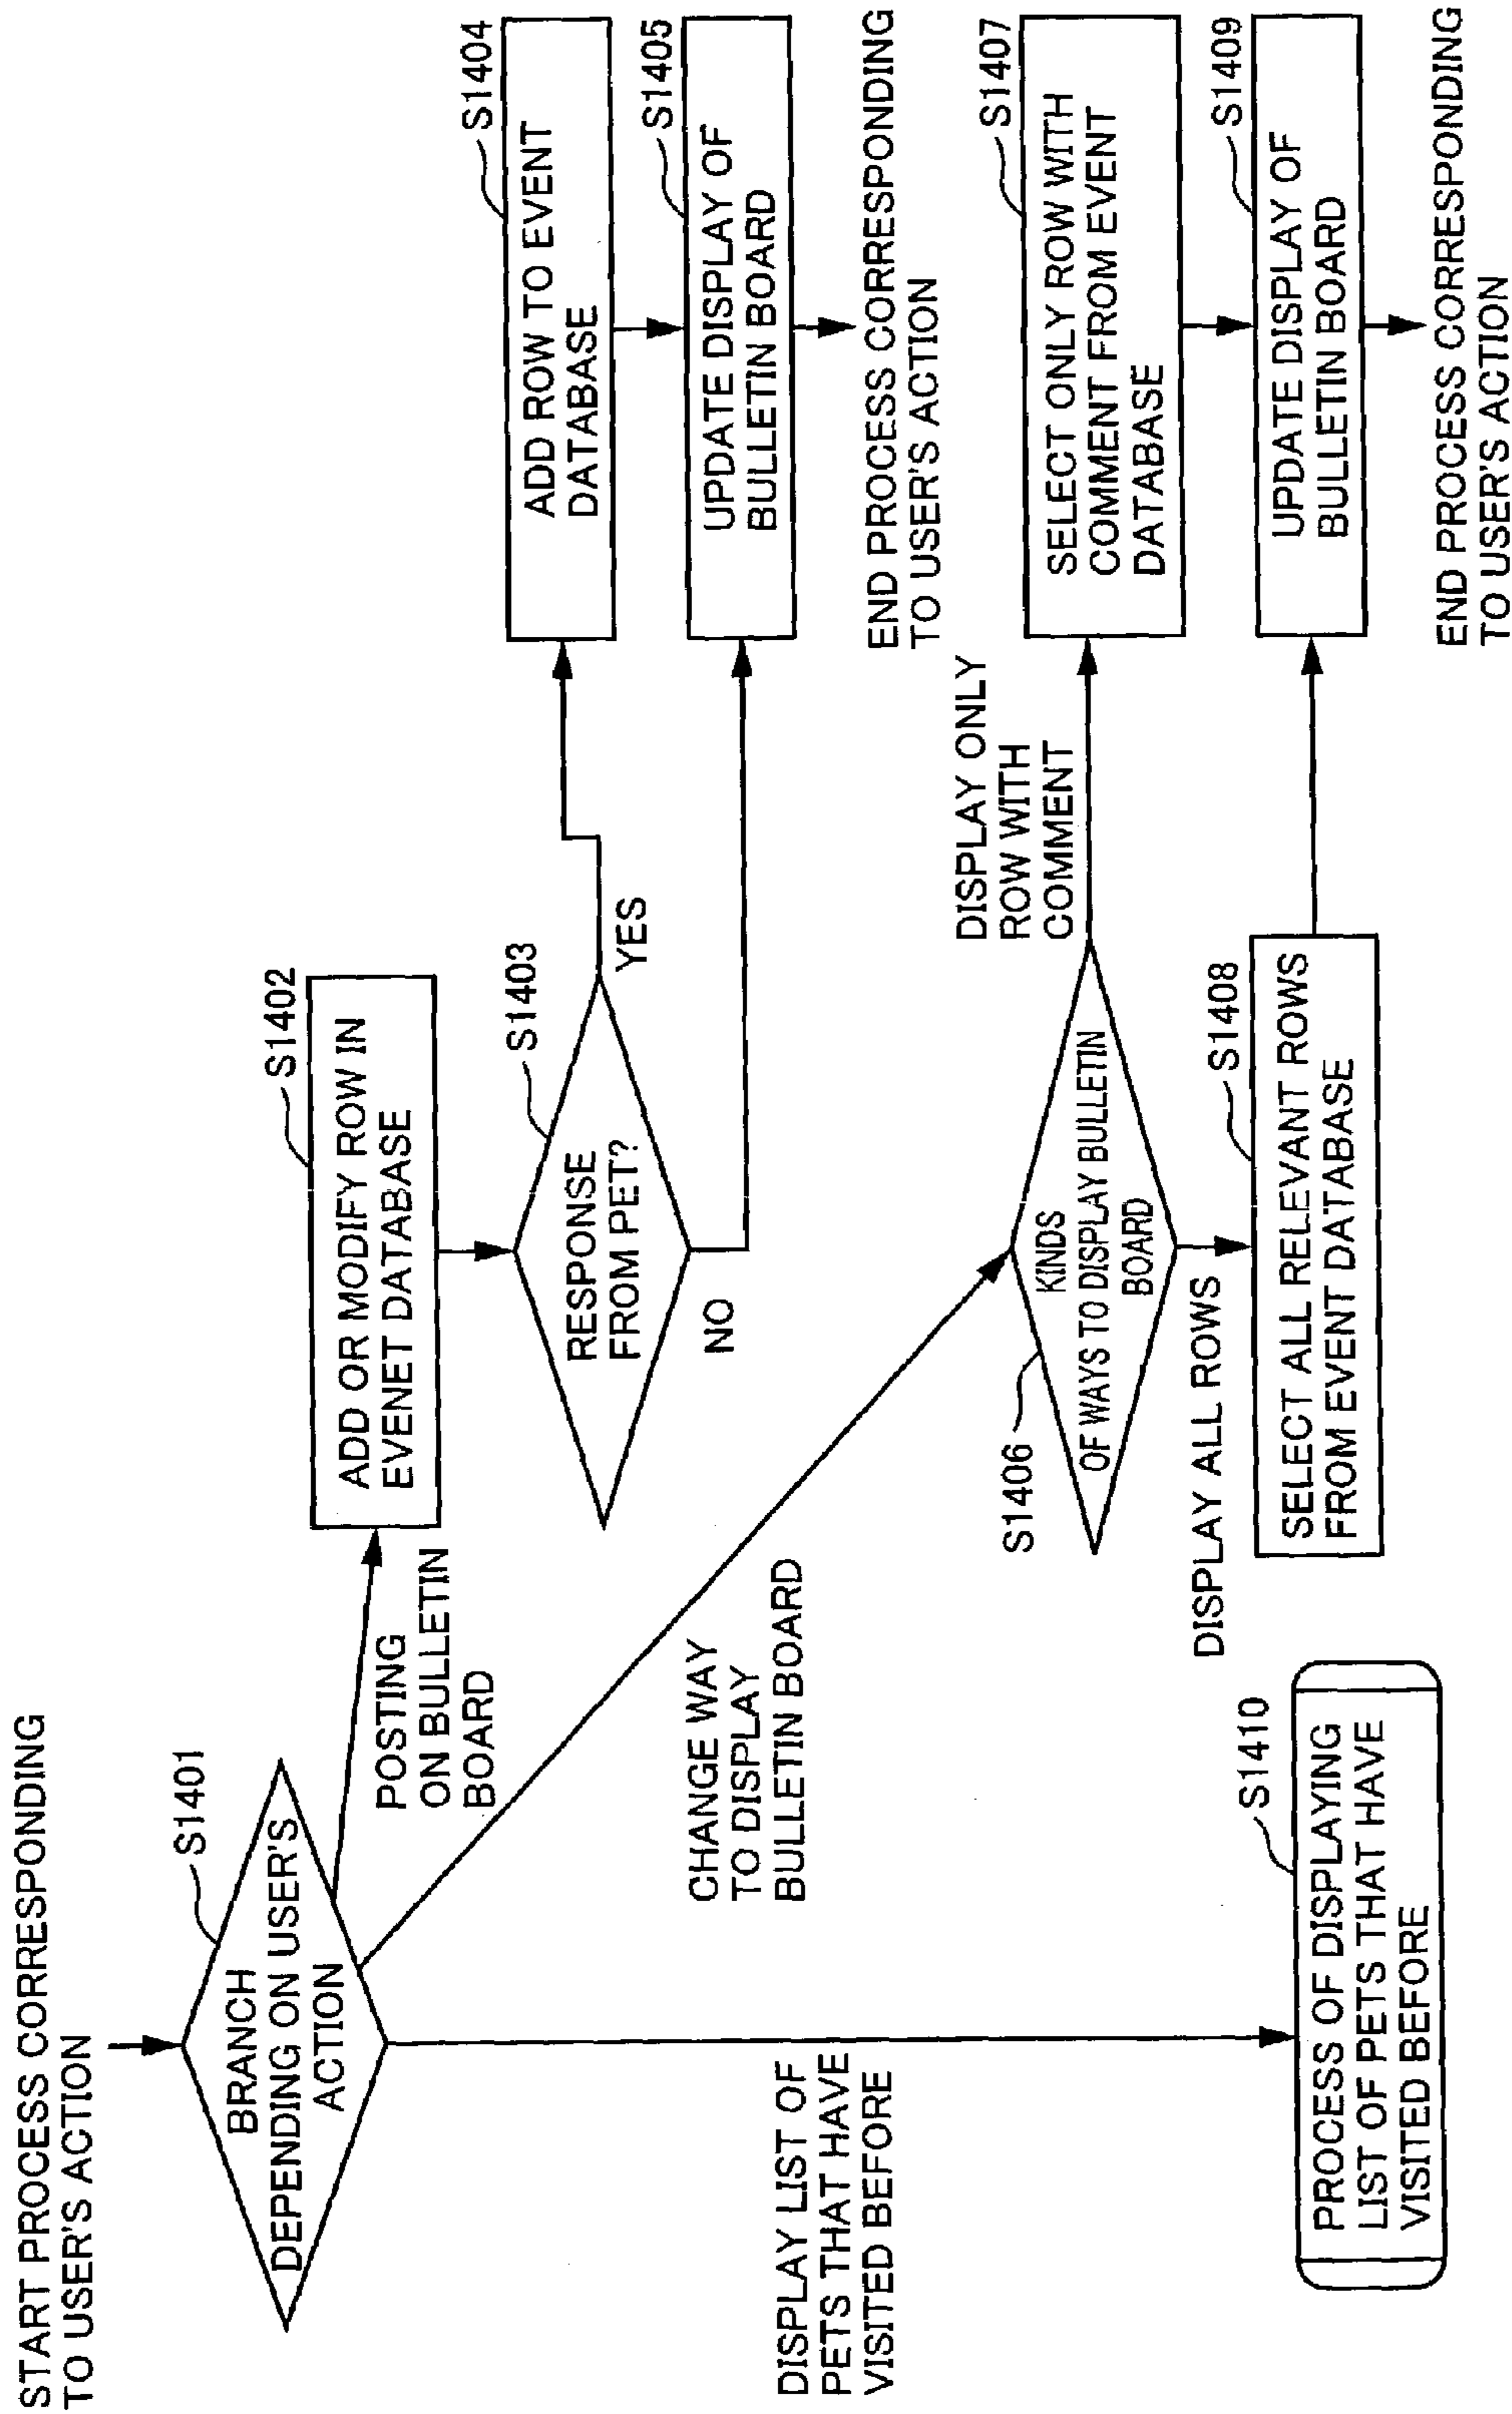 START PROCESS CORRESPONDING
TO USER'S ACTION
S1401
BRANCH
DEPENDING ON USER'S
ACTION
POSTING
ON BULLETIN
BOARD
S1402
ADD OR MODIFY ROW IN
EVENET DATABASE
S1403
RESPONSE
FROM PET?
YES
NO
S1404
ADD ROW TO EVENT
DATABASE
S1405
UPDATE DISPLAY OF
BULLETIN BOARD
END PROCESS CORRESPONDING
TO USER'S ACTION
CHANGE WAY
TO DISPLAY
BULLETIN BOARD
S1406
KINDS
OF WAYS TO DISPLAY BULLETIN
BOARD
DISPLAY ONLY
ROW WITH
COMMENT
S1407
SELECT ONLY ROW WITH
COMMENT FROM EVENT
DATABASE
DISPLAY ALL ROWS
S1408
SELECT ALL RELEVANT ROWS
FROM EVENT DATABASE
S1409
UPDATE DISPLAY OF
BULLETIN BOARD
END PROCESS CORRESPONDING
TO USER'S ACTION
DISPLAY LIST OF
PETS THAT HAVE
VISITED BEFORE
S1410
PROCESS OF DISPLAYING
LIST OF PETS THAT HAVE
VISITED BEFORE